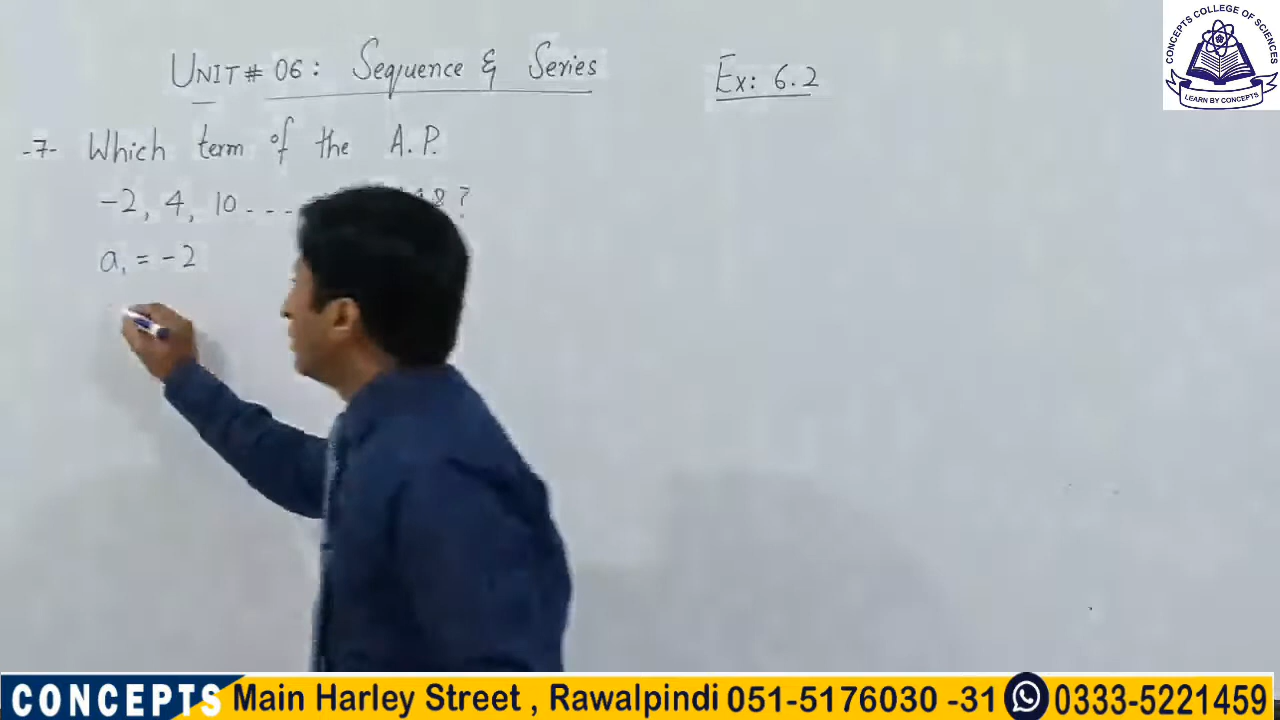 UNIT# 06: Sequence & Series
Ex: 6.2
-7- Which term of the A.P.
-2, 4, 10 . . . . 8?
a₁ = -2
CONCEPTS COLLEGE OF SCIENCES
LEARN BY CONCEPTS
CONCEPTS Main Harley Street , Rawalpindi 051-5176030 -31 0333-5221459